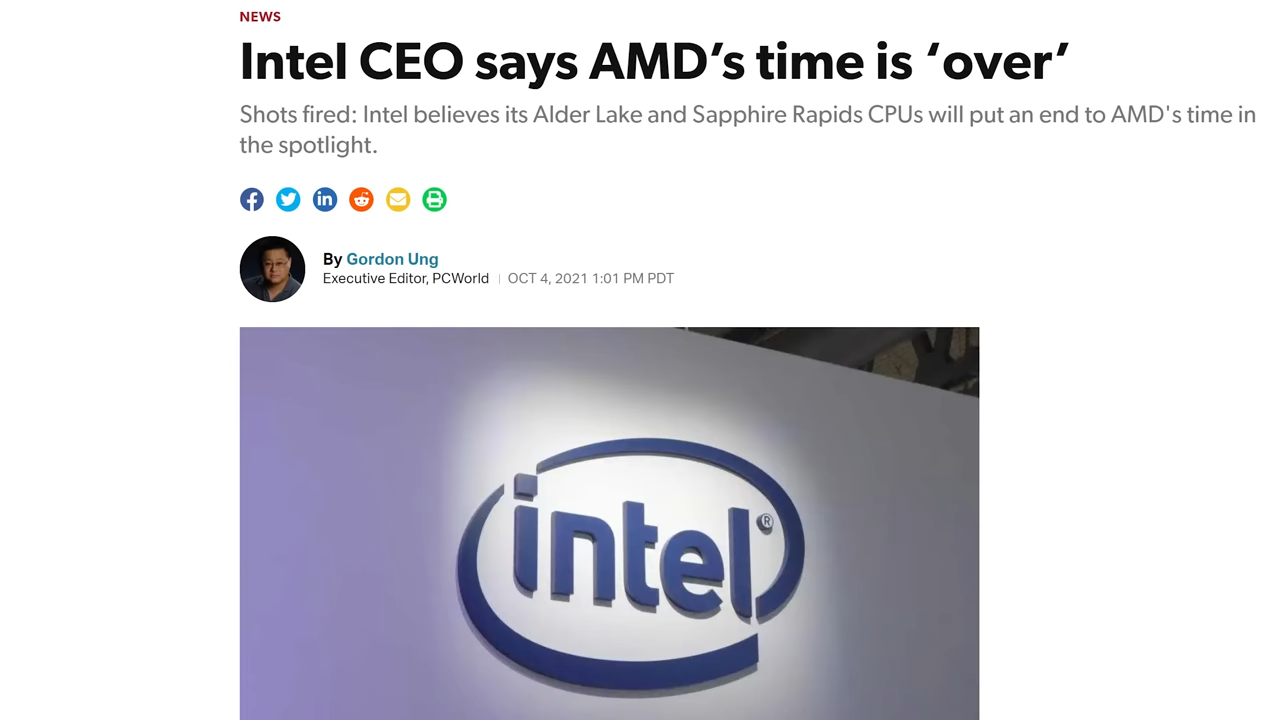 NEWS
Intel CEO says AMD’s time is ‘over’
Shots fired: Intel believes its Alder Lake and Sapphire Rapids CPUs will put an end to AMD's time in
the spotlight.
By Gordon Ung
Executive Editor, PCWorld | OCT 4, 2021 1:01 PM PDT
intel®